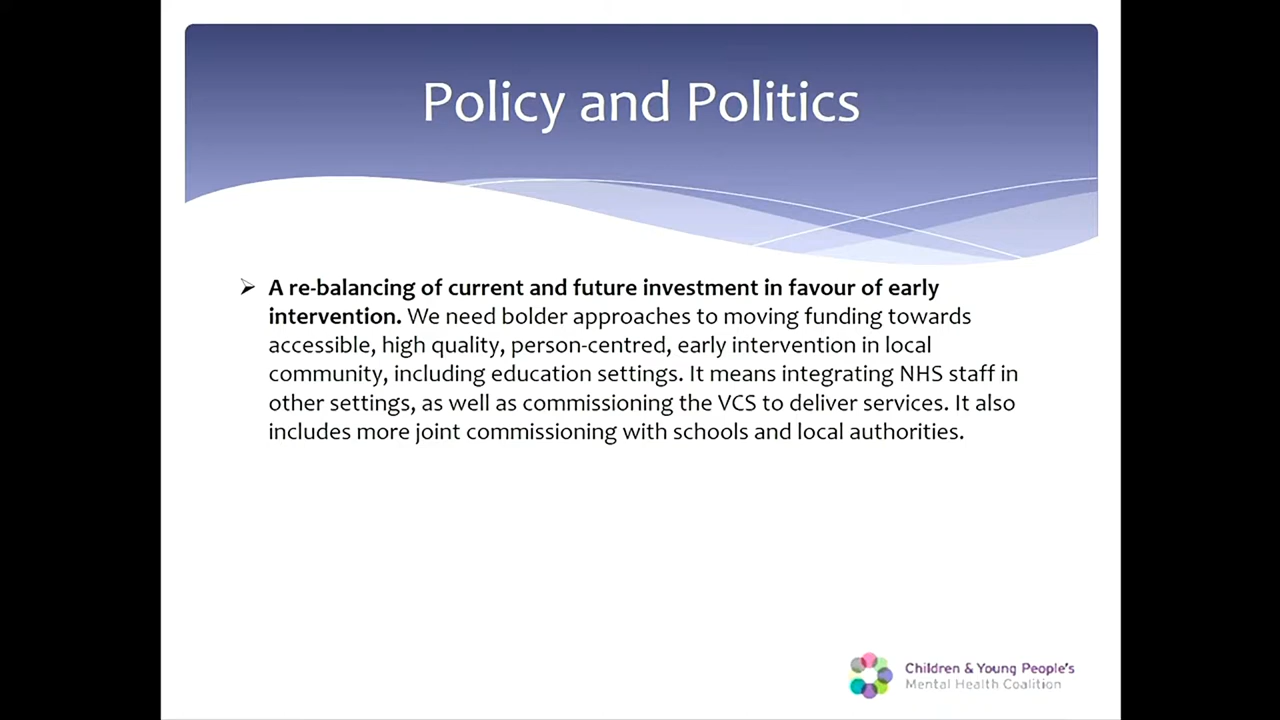 Policy and Politics
A re-balancing of current and future investment in favour of early
intervention. We need bolder approaches to moving funding towards
accessible, high quality, person-centred, early intervention in local
community, including education settings. It means integrating NHS staff in
other settings, as well as commissioning the VCS to deliver services. It also
includes more joint commissioning with schools and local authorities.
Children & Young People's
Mental Health Coalition